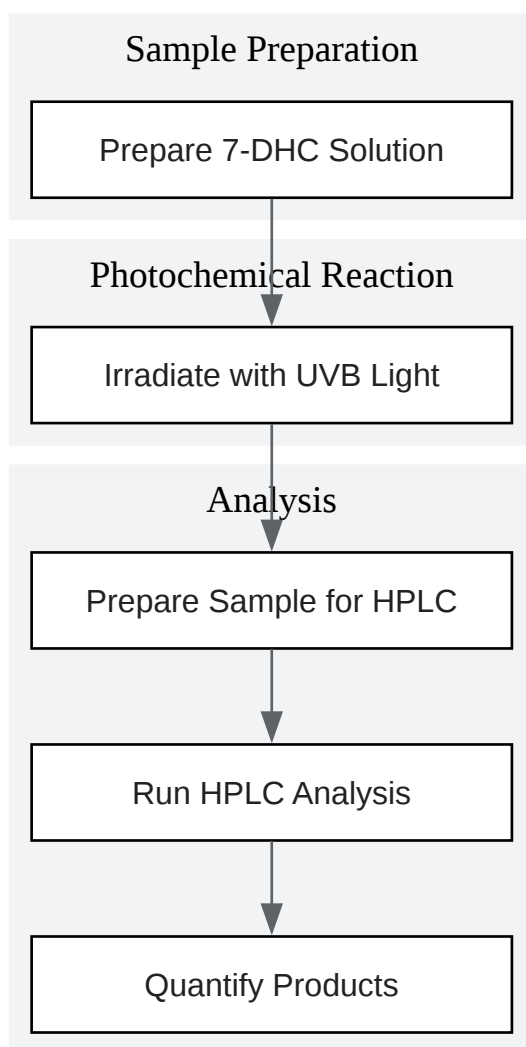 Sample Preparation
Prepare 7-DHC Solution
Photochemical Reaction
Irradiate with UVB Light
Analysis
Prepare Sample for HPLC
Run HPLC Analysis
Quantify Products